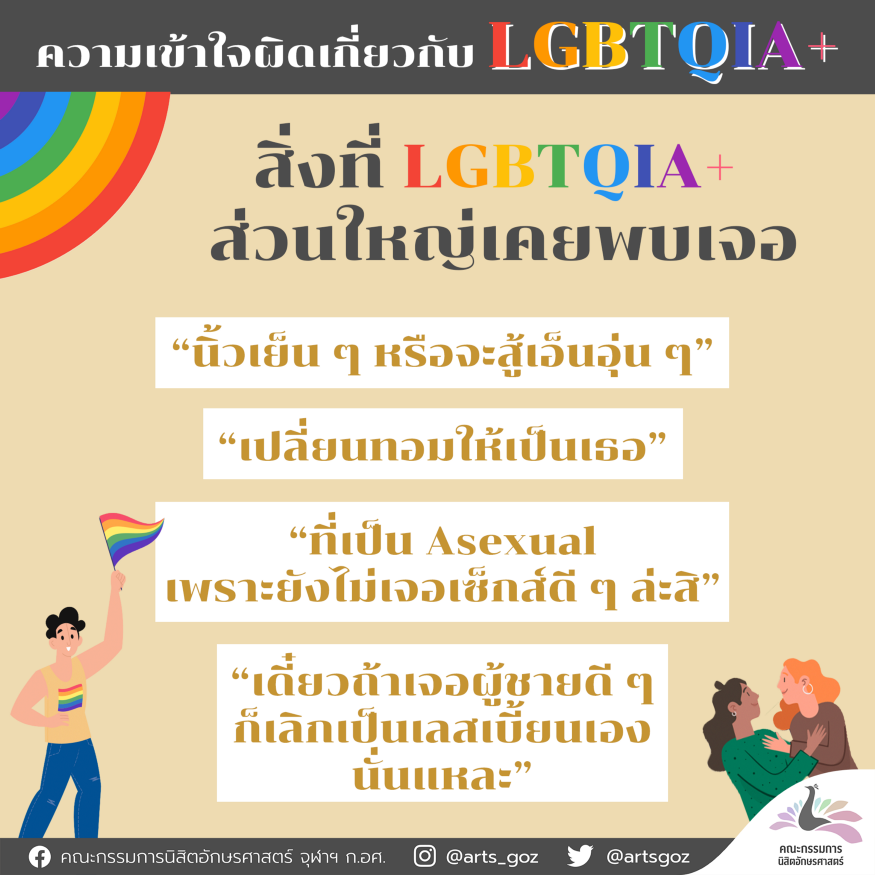 ความเข้าใจผิดเกี่ยวกับ LGBTQIA+
สิ่งที่ LGBTQIA+
ส่วนใหญ่เคยพบเจอ
“นิ้วเย็น ๆ หรือจะสู้เอ็นอุ่น ๆ”
“เปลี่ยนทอมให้เป็นเธอ”
“ที่เป็น Asexual
เพราะยังไม่เจอเซ็กส์ดี ๆ ล่ะสิ”
“เดี๋ยวถ้าเจอผู้ชายดี ๆ
ก็เลิกเป็นเลสเบี้ยนเอง
นั่นแหละ”
คณะกรรมการนิสิตอักษรศาสตร์ จุฬาฯ ก.อศ. @arts_goz @artsgoz
คณะกรรมการ
นิสิตอักษรศาสตร์